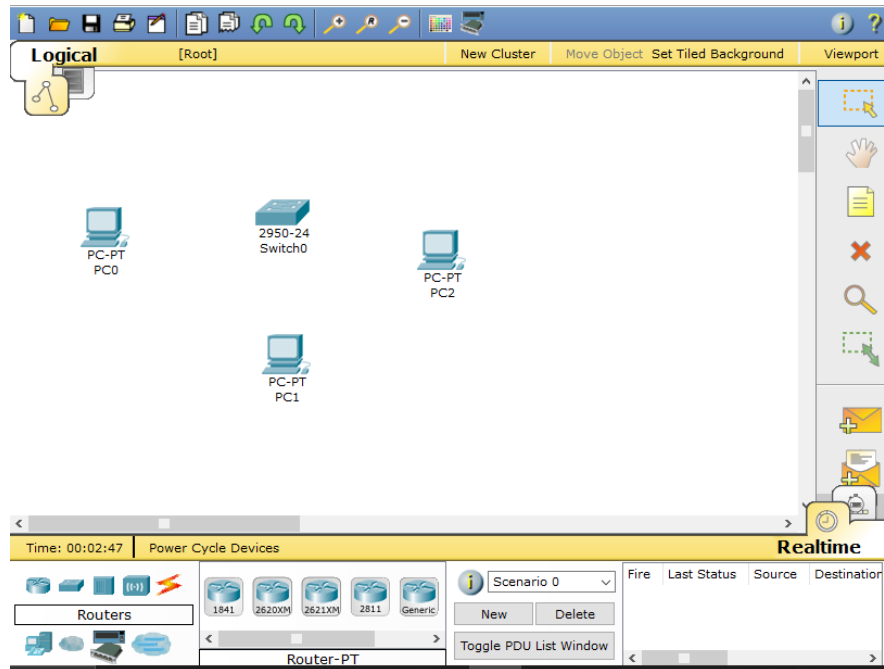 Logical [Root] New Cluster Move Object Set Tiled Background Viewport
R
2950-24
Switch0
PC-PT
PC0
PC-PT
PC2
PC-PT
PC1
Time: 00:02:47 Power Cycle Devices Realtime
Routers
1841 2620XM 2621XM 2811 Generic
Router-PT
Scenario 0
New Delete
Toggle PDU List Window
Fire Last Status Source Destination